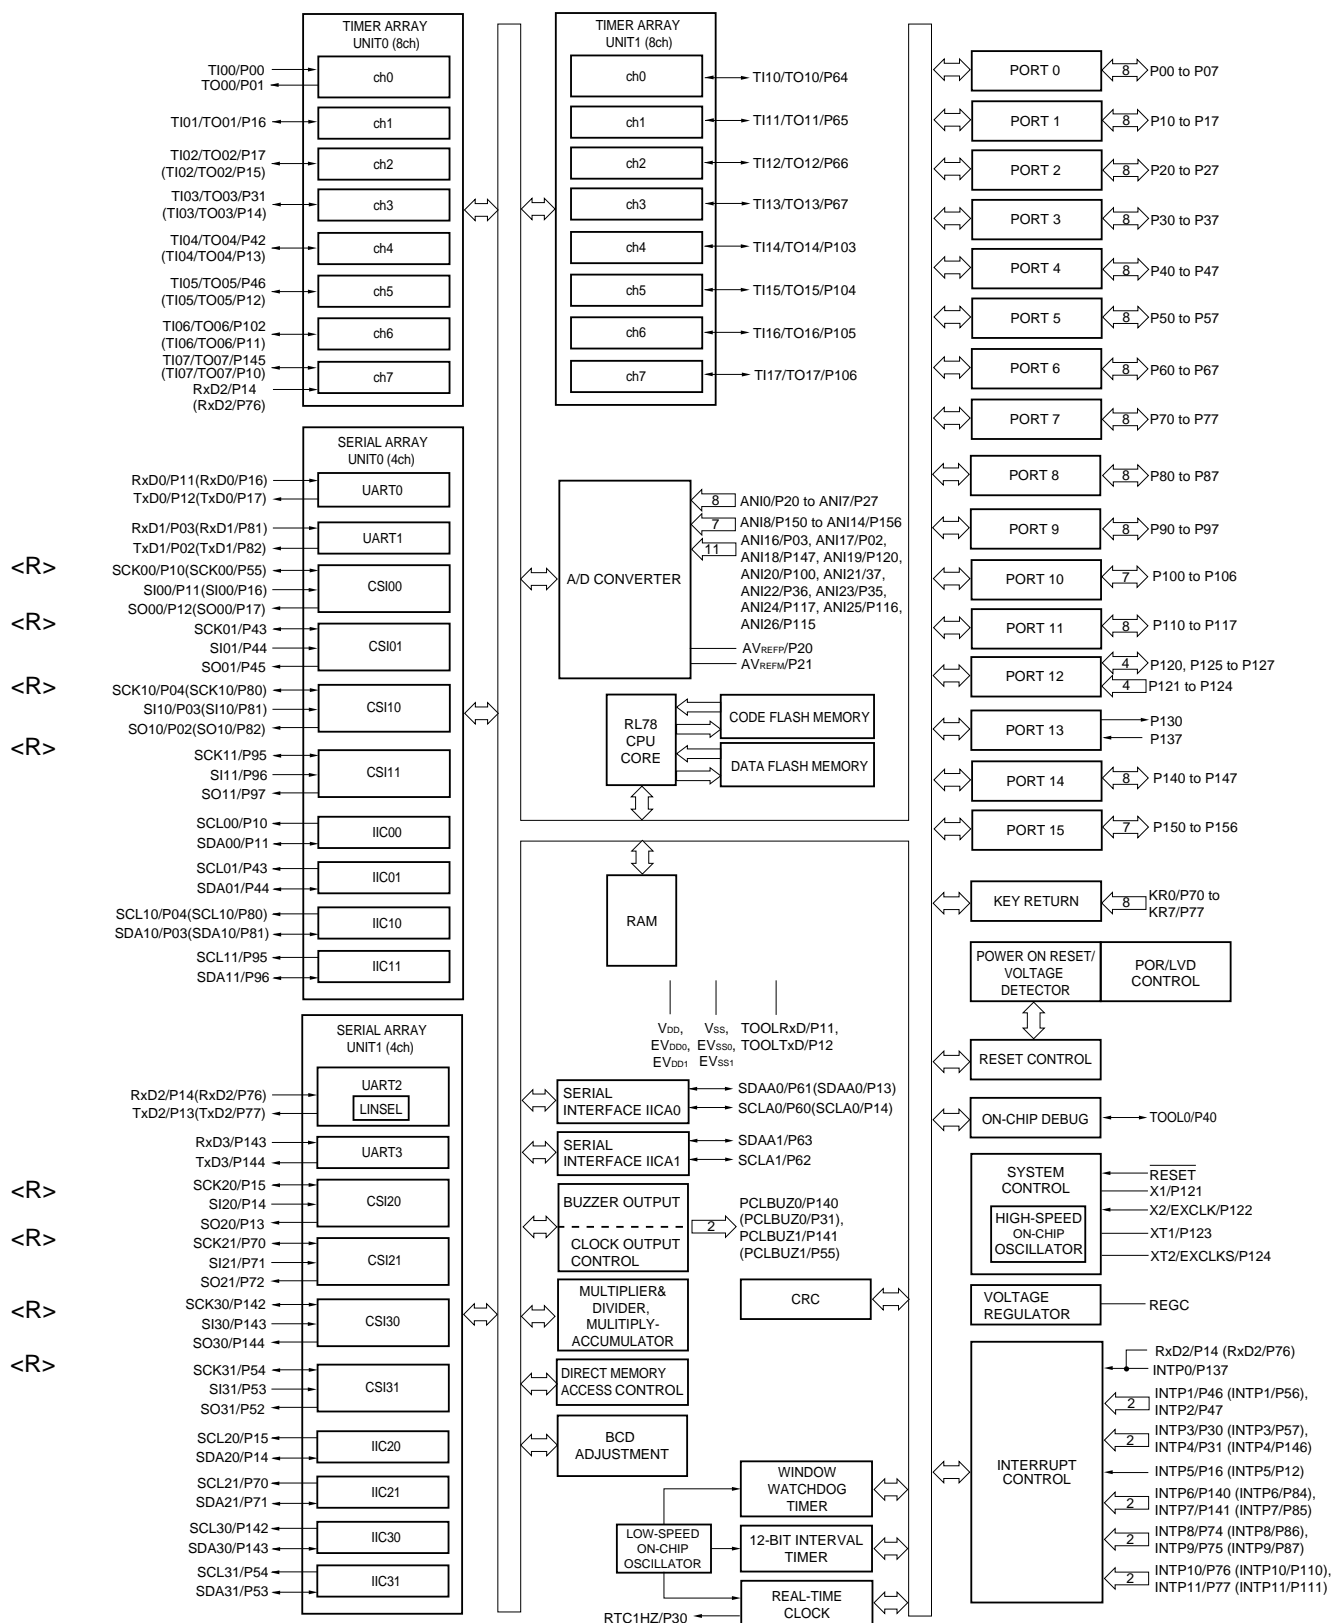 TIMER ARRAY
UNIT0 (8ch)
TI00/P00
TO00/P01
ch0
TI01/TO01/P16
ch1
TI02/TO02/P17
(TI02/TO02/P15)
ch2
TI03/TO03/P31
(TI03/TO03/P14)
ch3
TI04/TO04/P42
(TI04/TO04/P13)
ch4
TI05/TO05/P46
(TI05/TO05/P12)
ch5
TI06/TO06/P102
(TI06/TO06/P11)
ch6
TI07/TO07/P145
(TI07/TO07/P10)
RxD2/P14
(RxD2/P76)
ch7
SERIAL ARRAY
UNIT0 (4ch)
RxD0/P11(RxD0/P16)
TxD0/P12(TxD0/P17)
UART0
RxD1/P03(RxD1/P81)
TxD1/P02(TxD1/P82)
UART1
<R>
SCK00/P10(SCK00/P55)
SI00/P11(SI00/P16)
SO00/P12(SO00/P17)
CSI00
<R>
SCK01/P43
SI01/P44
SO01/P45
CSI01
<R>
SCK10/P04(SCK10/P80)
SI10/P03(SI10/P81)
SO10/P02(SO10/P82)
CSI10
<R>
SCK11/P95
SI11/P96
SO11/P97
CSI11
SCL00/P10
SDA00/P11
IIC00
SCL01/P43
SDA01/P44
IIC01
SCL10/P04(SCL10/P80)
SDA10/P03(SDA10/P81)
IIC10
SCL11/P95
SDA11/P96
IIC11
SERIAL ARRAY
UNIT1 (4ch)
RxD2/P14(RxD2/P76)
TxD2/P13(TxD2/P77)
UART2
LINSEL
RxD3/P143
TxD3/P144
UART3
<R>
SCK20/P15
SI20/P14
SO20/P13
CSI20
<R>
SCK21/P70
SI21/P71
SO21/P72
CSI21
<R>
SCK30/P142
SI30/P143
SO30/P144
CSI30
<R>
SCK31/P54
SI31/P53
SO31/P52
CSI31
SCL20/P15
SDA20/P14
IIC20
SCL21/P70
SDA21/P71
IIC21
SCL30/P142
SDA30/P143
IIC30
SCL31/P54
SDA31/P53
IIC31
TIMER ARRAY
UNIT1 (8ch)
ch0
TI10/TO10/P64
ch1
TI11/TO11/P65
ch2
TI12/TO12/P66
ch3
TI13/TO13/P67
ch4
TI14/TO14/P103
ch5
TI15/TO15/P104
ch6
TI16/TO16/P105
ch7
TI17/TO17/P106
A/D CONVERTER
8 ANI0/P20 to ANI7/P27
7 ANI8/P150 to ANI14/P156
11 ANI16/P03, ANI17/P02,
ANI18/P147, ANI19/P120,
ANI20/P100, ANI21/37,
ANI22/P36, ANI23/P35,
ANI24/P117, ANI25/P116,
ANI26/P115
AVREFP/P20
AVREFM/P21
RL78
CPU
CORE
CODE FLASH MEMORY
DATA FLASH MEMORY
RAM
VDD,
EVDD0,
EVDD1
VSS,
EVSS0,
EVSS1
TOOLRxD/P11,
TOOLTxD/P12
SERIAL
INTERFACE IICA0
SDAA0/P61(SDAA0/P13)
SCLA0/P60(SCLA0/P14)
SERIAL
INTERFACE IICA1
SDAA1/P63
SCLA1/P62
BUZZER OUTPUT
CLOCK OUTPUT
CONTROL
2
PCLBUZ0/P140
(PCLBUZ0/P31),
PCLBUZ1/P141
(PCLBUZ1/P55)
MULTIPLIER&
DIVIDER,
MULITIPLY-
ACCUMULATOR
CRC
DIRECT MEMORY
ACCESS CONTROL
BCD
ADJUSTMENT
WINDOW
WATCHDOG
TIMER
LOW-SPEED
ON-CHIP
OSCILLATOR
12-BIT INTERVAL
TIMER
REAL-TIME
CLOCK
RTC1HZ/P30
PORT 0
8 P00 to P07
PORT 1
8 P10 to P17
PORT 2
8 P20 to P27
PORT 3
8 P30 to P37
PORT 4
8 P40 to P47
PORT 5
8 P50 to P57
PORT 6
8 P60 to P67
PORT 7
8 P70 to P77
PORT 8
8 P80 to P87
PORT 9
8 P90 to P97
PORT 10
7 P100 to P106
PORT 11
8 P110 to P117
PORT 12
4 P120, P125 to P127
4 P121 to P124
PORT 13
P130
P137
PORT 14
8 P140 to P147
PORT 15
7 P150 to P156
KEY RETURN
8 KR0/P70 to
KR7/P77
POWER ON RESET/
VOLTAGE
DETECTOR
POR/LVD
CONTROL
RESET CONTROL
ON-CHIP DEBUG
TOOL0/P40
SYSTEM
CONTROL
HIGH-SPEED
ON-CHIP
OSCILLATOR
RESET
X1/P121
X2/EXCLK/P122
XT1/P123
XT2/EXCLKS/P124
VOLTAGE
REGULATOR
REGC
INTERRUPT
CONTROL
RxD2/P14 (RxD2/P76)
INTP0/P137
2 INTP1/P46 (INTP1/P56),
INTP2/P47
2 INTP3/P30 (INTP3/P57),
INTP4/P31 (INTP4/P146)
INTP5/P16 (INTP5/P12)
2 INTP6/P140 (INTP6/P84),
INTP7/P141 (INTP7/P85)
2 INTP8/P74 (INTP8/P86),
INTP9/P75 (INTP9/P87)
2 INTP10/P76 (INTP10/P110),
INTP11/P77 (INTP11/P111)